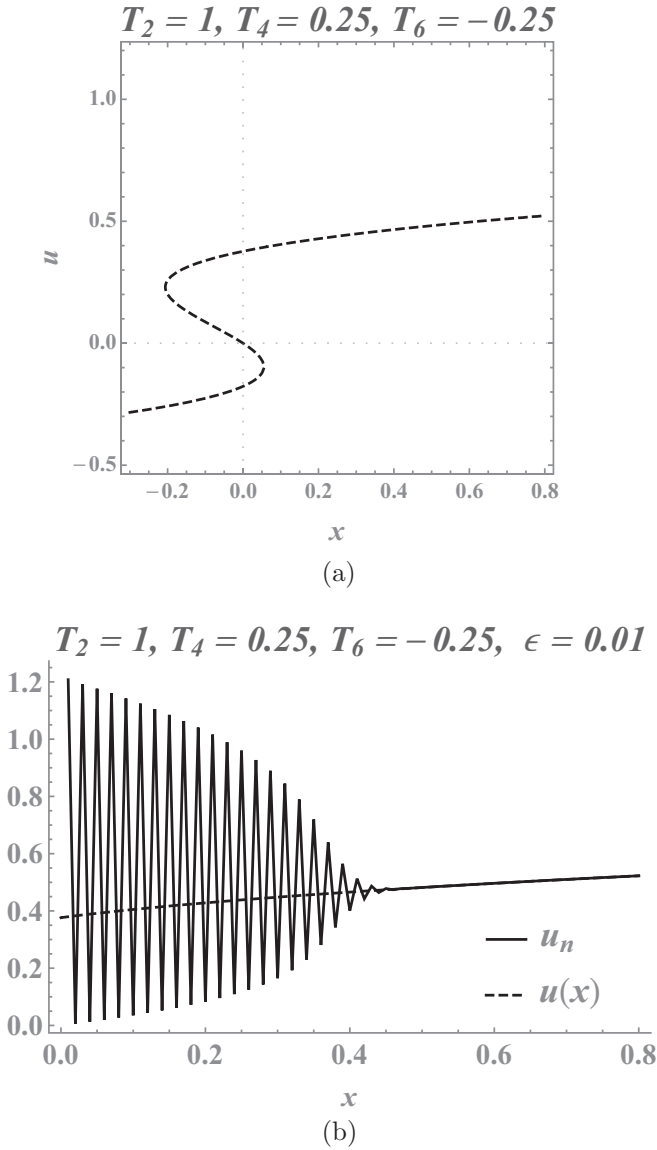 T₂ = 1, T₄ = 0.25, T₆ = −0.25
1.0
0.5
0.0
−0.5
u
−0.2 0.0 0.2 0.4 0.6 0.8
x
(a)
T₂ = 1, T₄ = 0.25, T₆ = −0.25, ϵ = 0.01
1.2
1.0
0.8
0.6
0.4
0.2
0.0
uₙ
u(x)
0.0 0.2 0.4 0.6 0.8
x
(b)